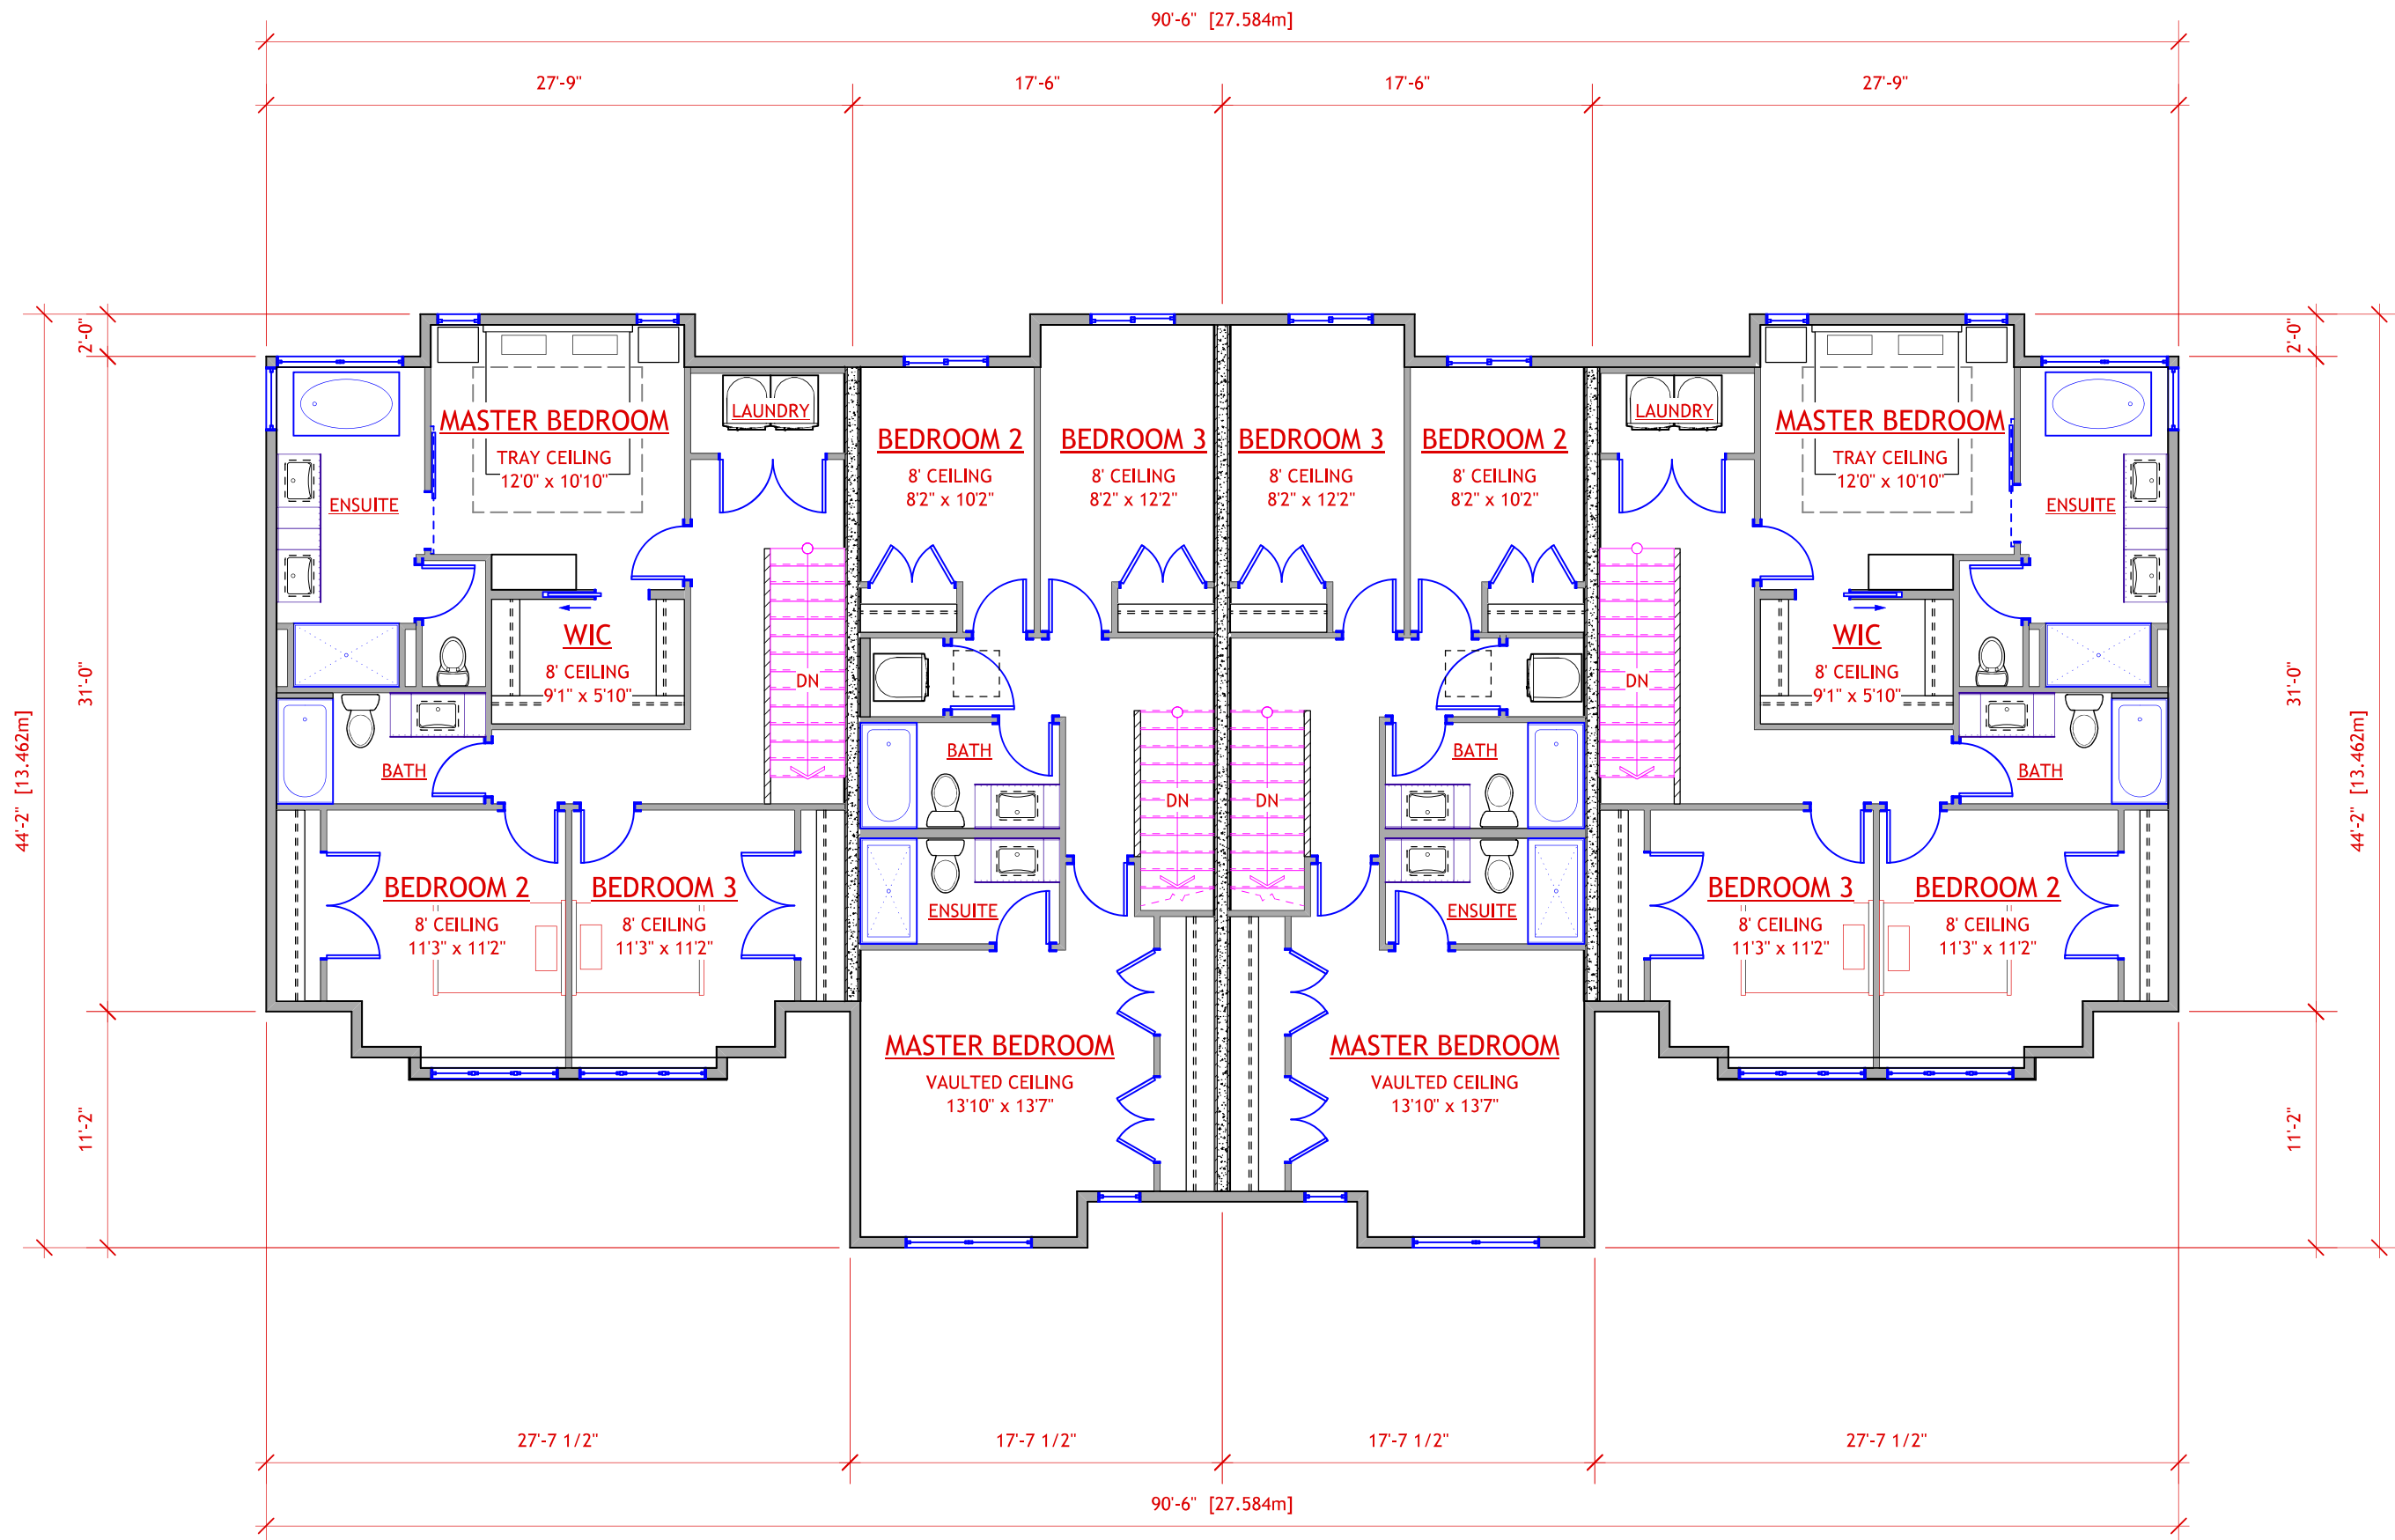 90'-6" [27.584m]
27'-9"
17'-6"
17'-6"
27'-9"
2'-0"
31'-0"
11'-2"
44'-2" [13.462m]
2'-0"
31'-0"
11'-2"
44'-2" [13.462m]
MASTER BEDROOM
TRAY CEILING
12'0" x 10'10"
ENSUITE
LAUNDRY
WIC
8' CEILING
9'1" x 5'10"
DN
BATH
BEDROOM 2
8' CEILING
11'3" x 11'2"
BEDROOM 3
8' CEILING
11'3" x 11'2"
BEDROOM 2
8' CEILING
8'2" x 10'2"
BEDROOM 3
8' CEILING
8'2" x 12'2"
BATH
DN
ENSUITE
MASTER BEDROOM
VAULTED CEILING
13'10" x 13'7"
BEDROOM 3
8' CEILING
8'2" x 12'2"
BEDROOM 2
8' CEILING
8'2" x 10'2"
DN
BATH
ENSUITE
MASTER BEDROOM
VAULTED CEILING
13'10" x 13'7"
LAUNDRY
MASTER BEDROOM
TRAY CEILING
12'0" x 10'10"
ENSUITE
DN
WIC
8' CEILING
9'1" x 5'10"
BATH
BEDROOM 3
8' CEILING
11'3" x 11'2"
BEDROOM 2
8' CEILING
11'3" x 11'2"
27'-7 1/2"
17'-7 1/2"
17'-7 1/2"
27'-7 1/2"
90'-6" [27.584m]